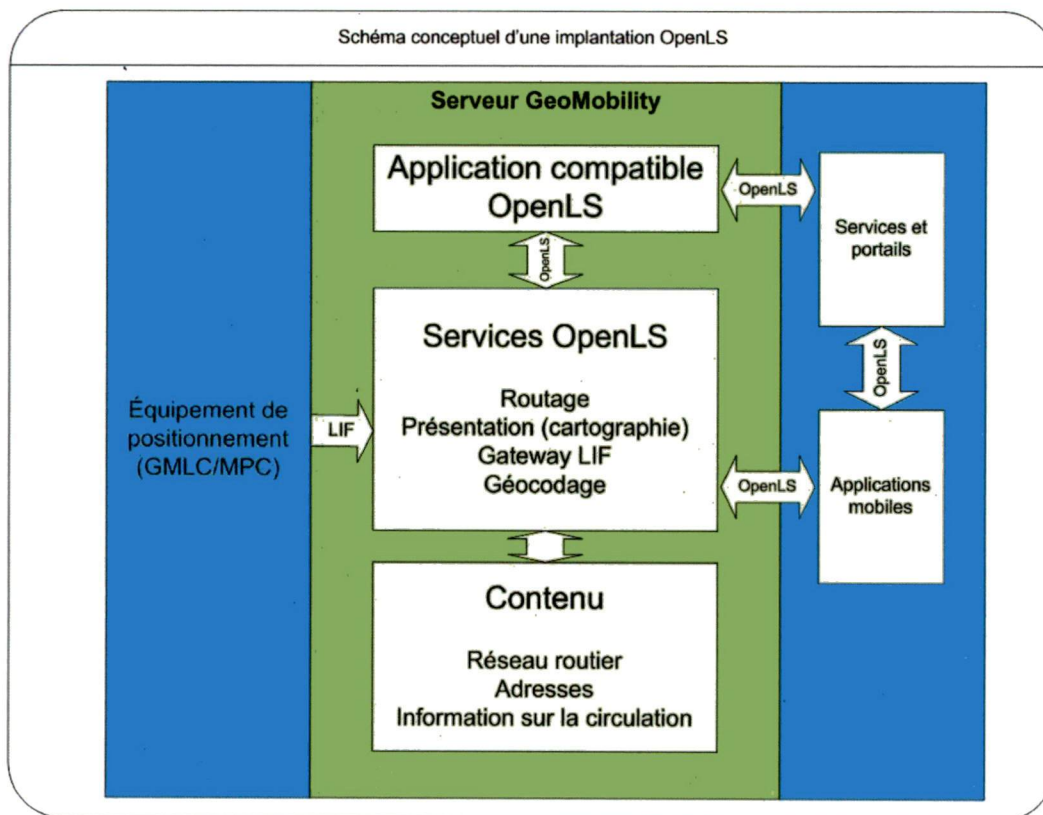 Schéma conceptuel d'une implantation OpenLS
Serveur GeoMobility
Application compatible
OpenLS
OpenLS
Services et
portails
OpenLS
Services OpenLS
Routage
Présentation (cartographie)
Gateway LIF
Géocodage
OpenLS
Équipement de
positionnement
(GMLC/MPC)
LIF
OpenLS
Applications
mobiles
Contenu
Réseau routier
Adresses
Information sur la circulation